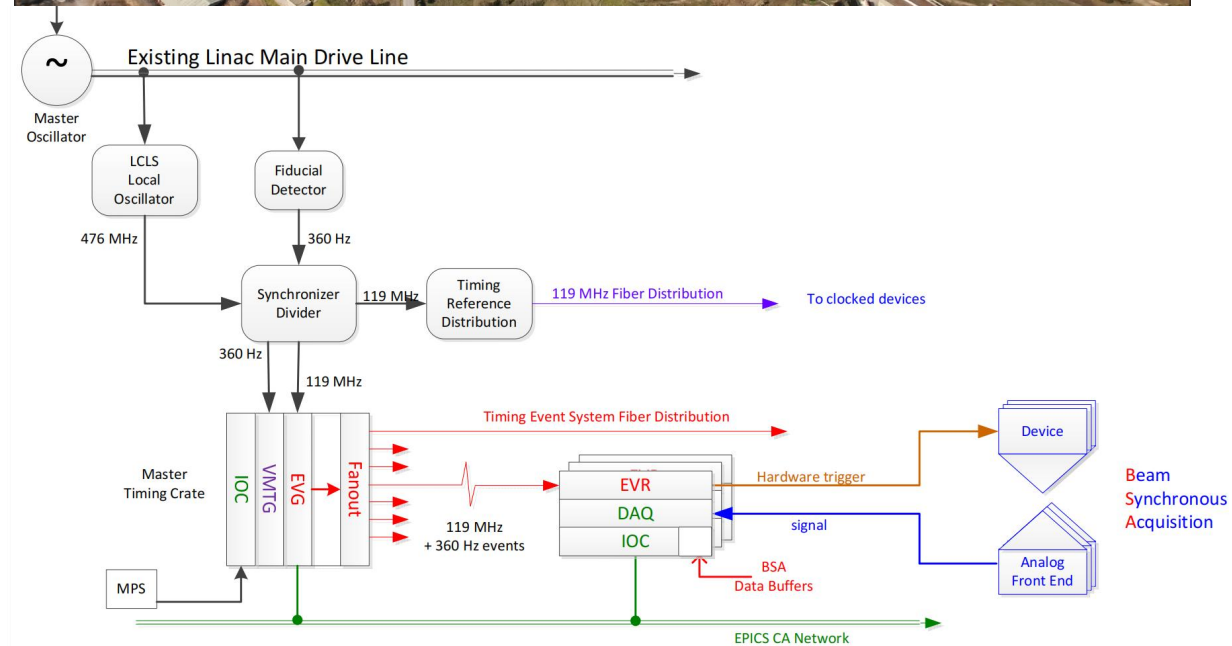 ~
Existing Linac Main Drive Line
Master
Oscillator
LCLS
Local
Oscillator
Fiducial
Detector
476 MHz
360 Hz
Synchronizer
Divider
119 MHz
Timing
Reference
Distribution
119 MHz Fiber Distribution
To clocked devices
360 Hz
119 MHz
Master
Timing Crate
IOC
VMTG
EVG
Fanout
Timing Event System Fiber Distribution
119 MHz
+ 360 Hz events
EVR
DAQ
IOC
Hardware trigger
signal
BSA
Data Buffers
Device
Analog
Front End
Beam
Synchronous
Acquisition
MPS
EPICS CA Network